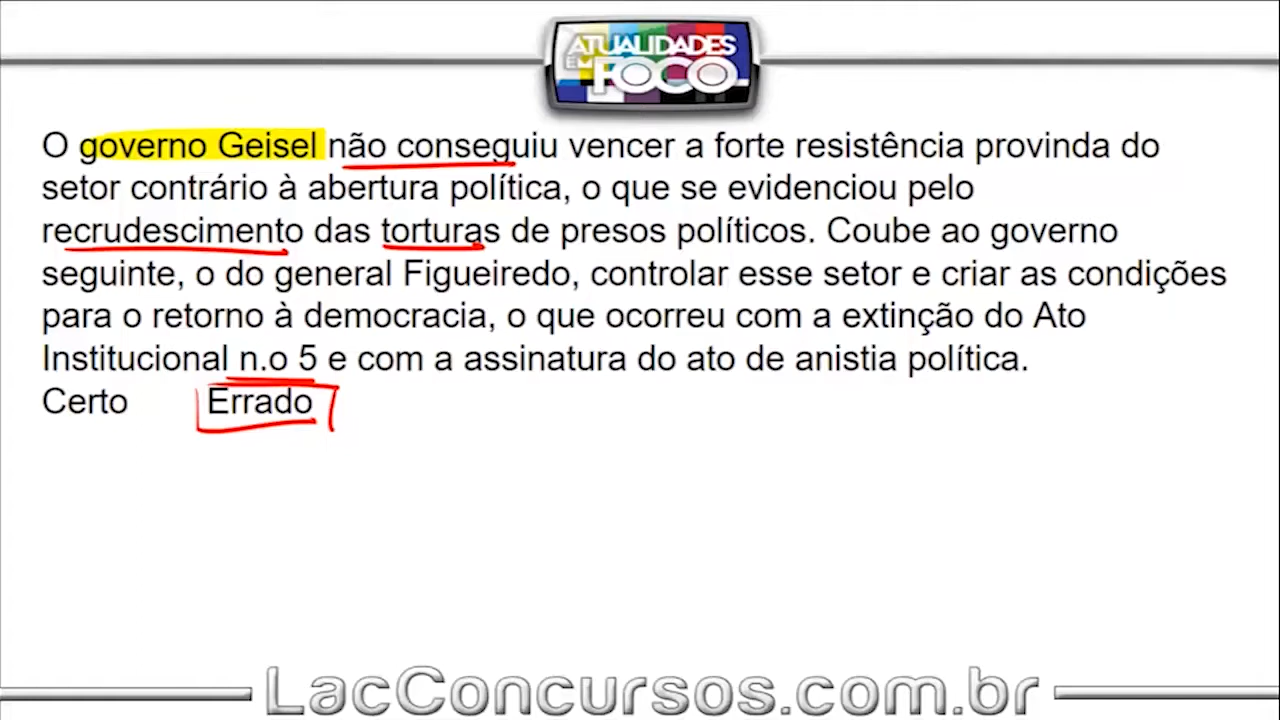 ATUALIDADES
EM FOCO
O governo Geisel não conseguiu vencer a forte resistência provinda do
setor contrário à abertura política, o que se evidenciou pelo
recrudescimento das torturas de presos políticos. Coube ao governo
seguinte, o do general Figueiredo, controlar esse setor e criar as condições
para o retorno à democracia, o que ocorreu com a extinção do Ato
Institucional n.o 5 e com a assinatura do ato de anistia política.
Certo Errado
LacConcursos.com.br